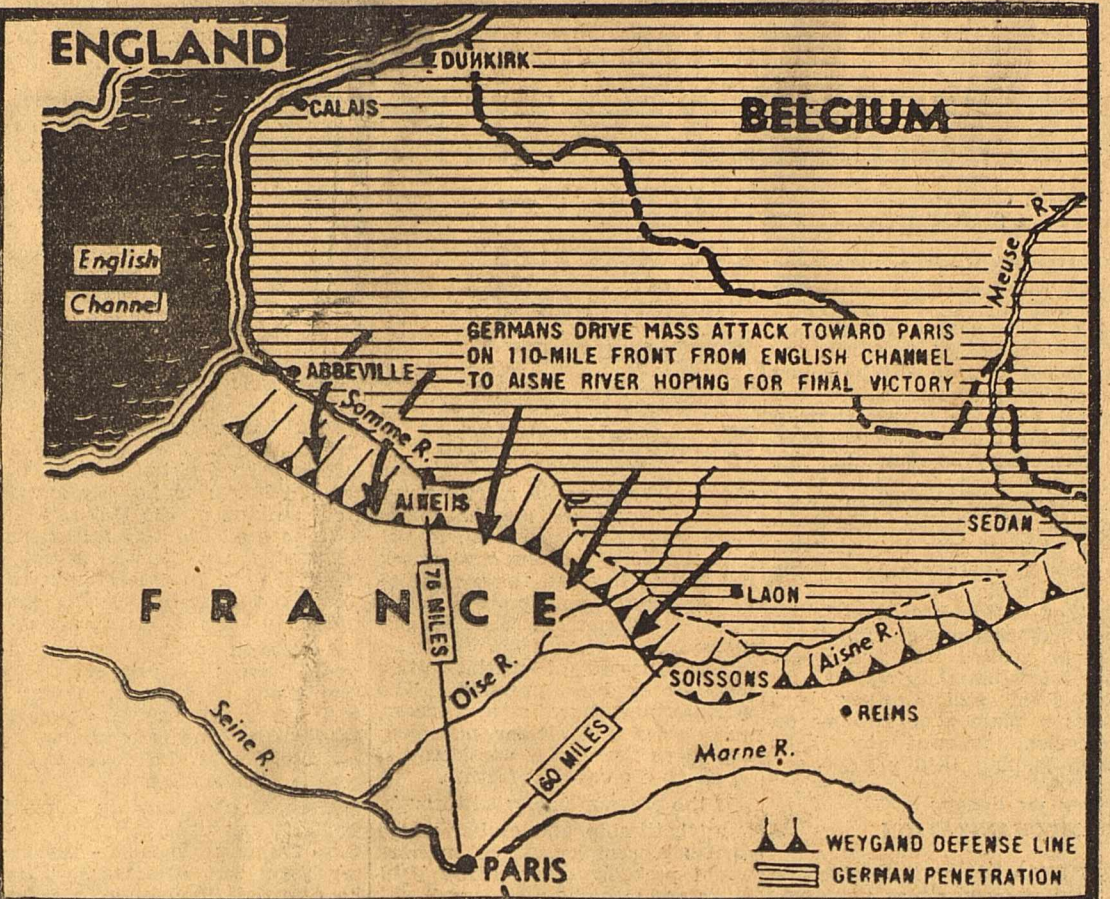 ENGLAND
DUNKIRK
CALAIS
BELGIUM
Meuse R.
English
Channel
GERMANS DRIVE MASS ATTACK TOWARD PARIS
ON 110-MILE FRONT FROM ENGLISH CHANNEL
TO AISNE RIVER HOPING FOR FINAL VICTORY
ABBEVILLE
Somme R.
AMIENS
SEDAN
FRANCE
76 MILES
LAON
Aisne R.
SOISSONS
Oise R.
REIMS
Seine R.
60 MILES
Marne R.
PARIS
WEYGAND DEFENSE LINE
GERMAN PENETRATION